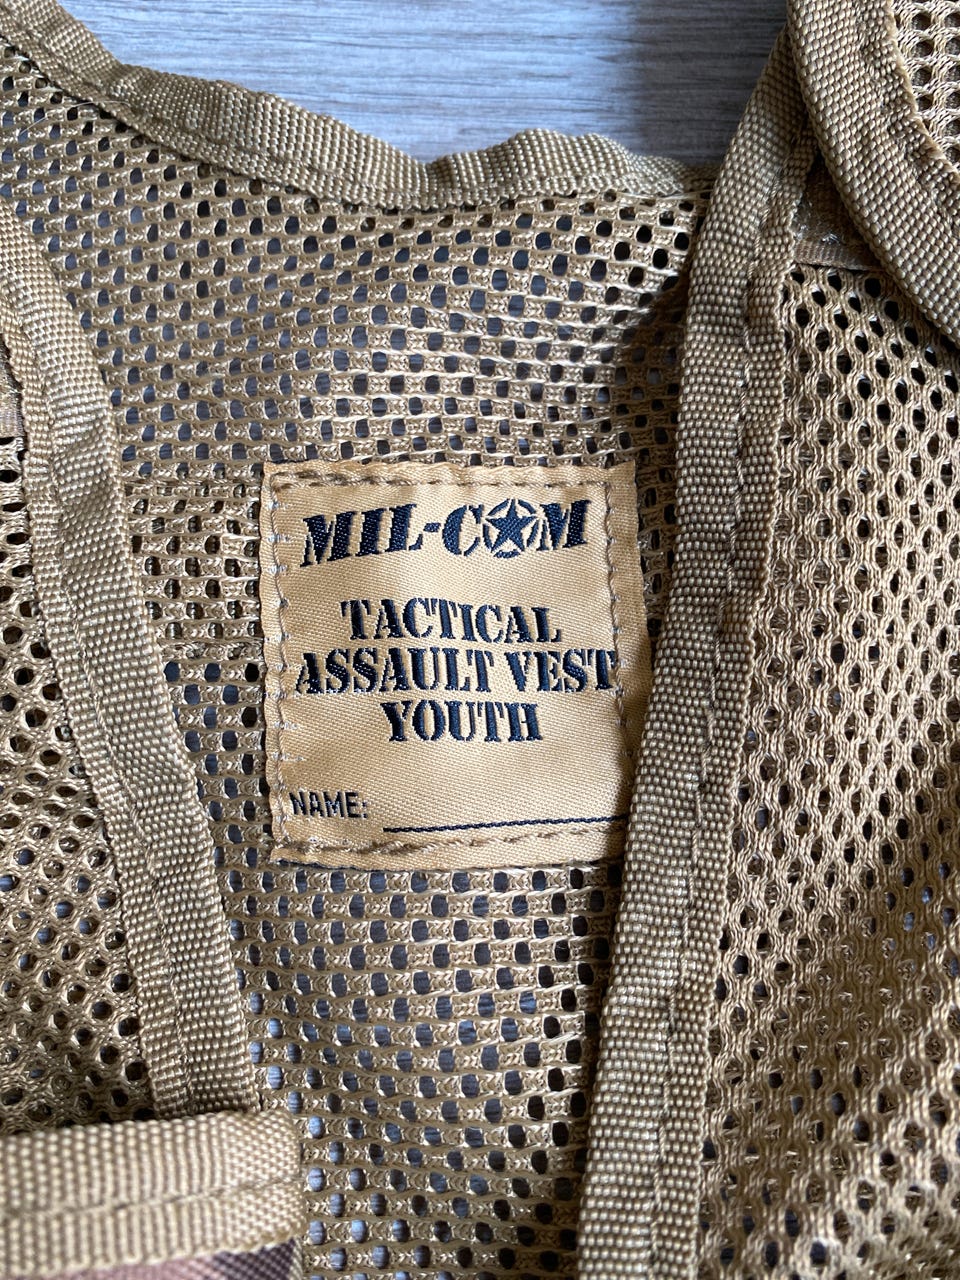 MIL-COM
TACTICAL
ASSAULT VEST
YOUTH
NAME: